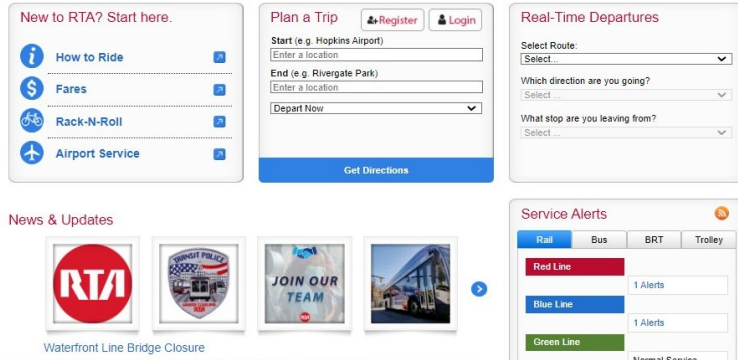 New to RTA? Start here.
How to Ride
Fares
Rack-N-Roll
Airport Service
Plan a Trip
Register
Login
Start (e.g. Hopkins Airport)
Enter a location
End (e.g. Rivergate Park)
Enter a location
Depart Now
Get Directions
Real-Time Departures
Select Route:
Select...
Which direction are you going?
Select ...
What stop are you leaving from?
Select ...
News & Updates
RTA
TRANSIT POLICE
JOIN OUR
TEAM
Waterfront Line Bridge Closure
Service Alerts
Rail
Bus
BRT
Trolley
Red Line
1 Alerts
Blue Line
1 Alerts
Green Line
Normal Service